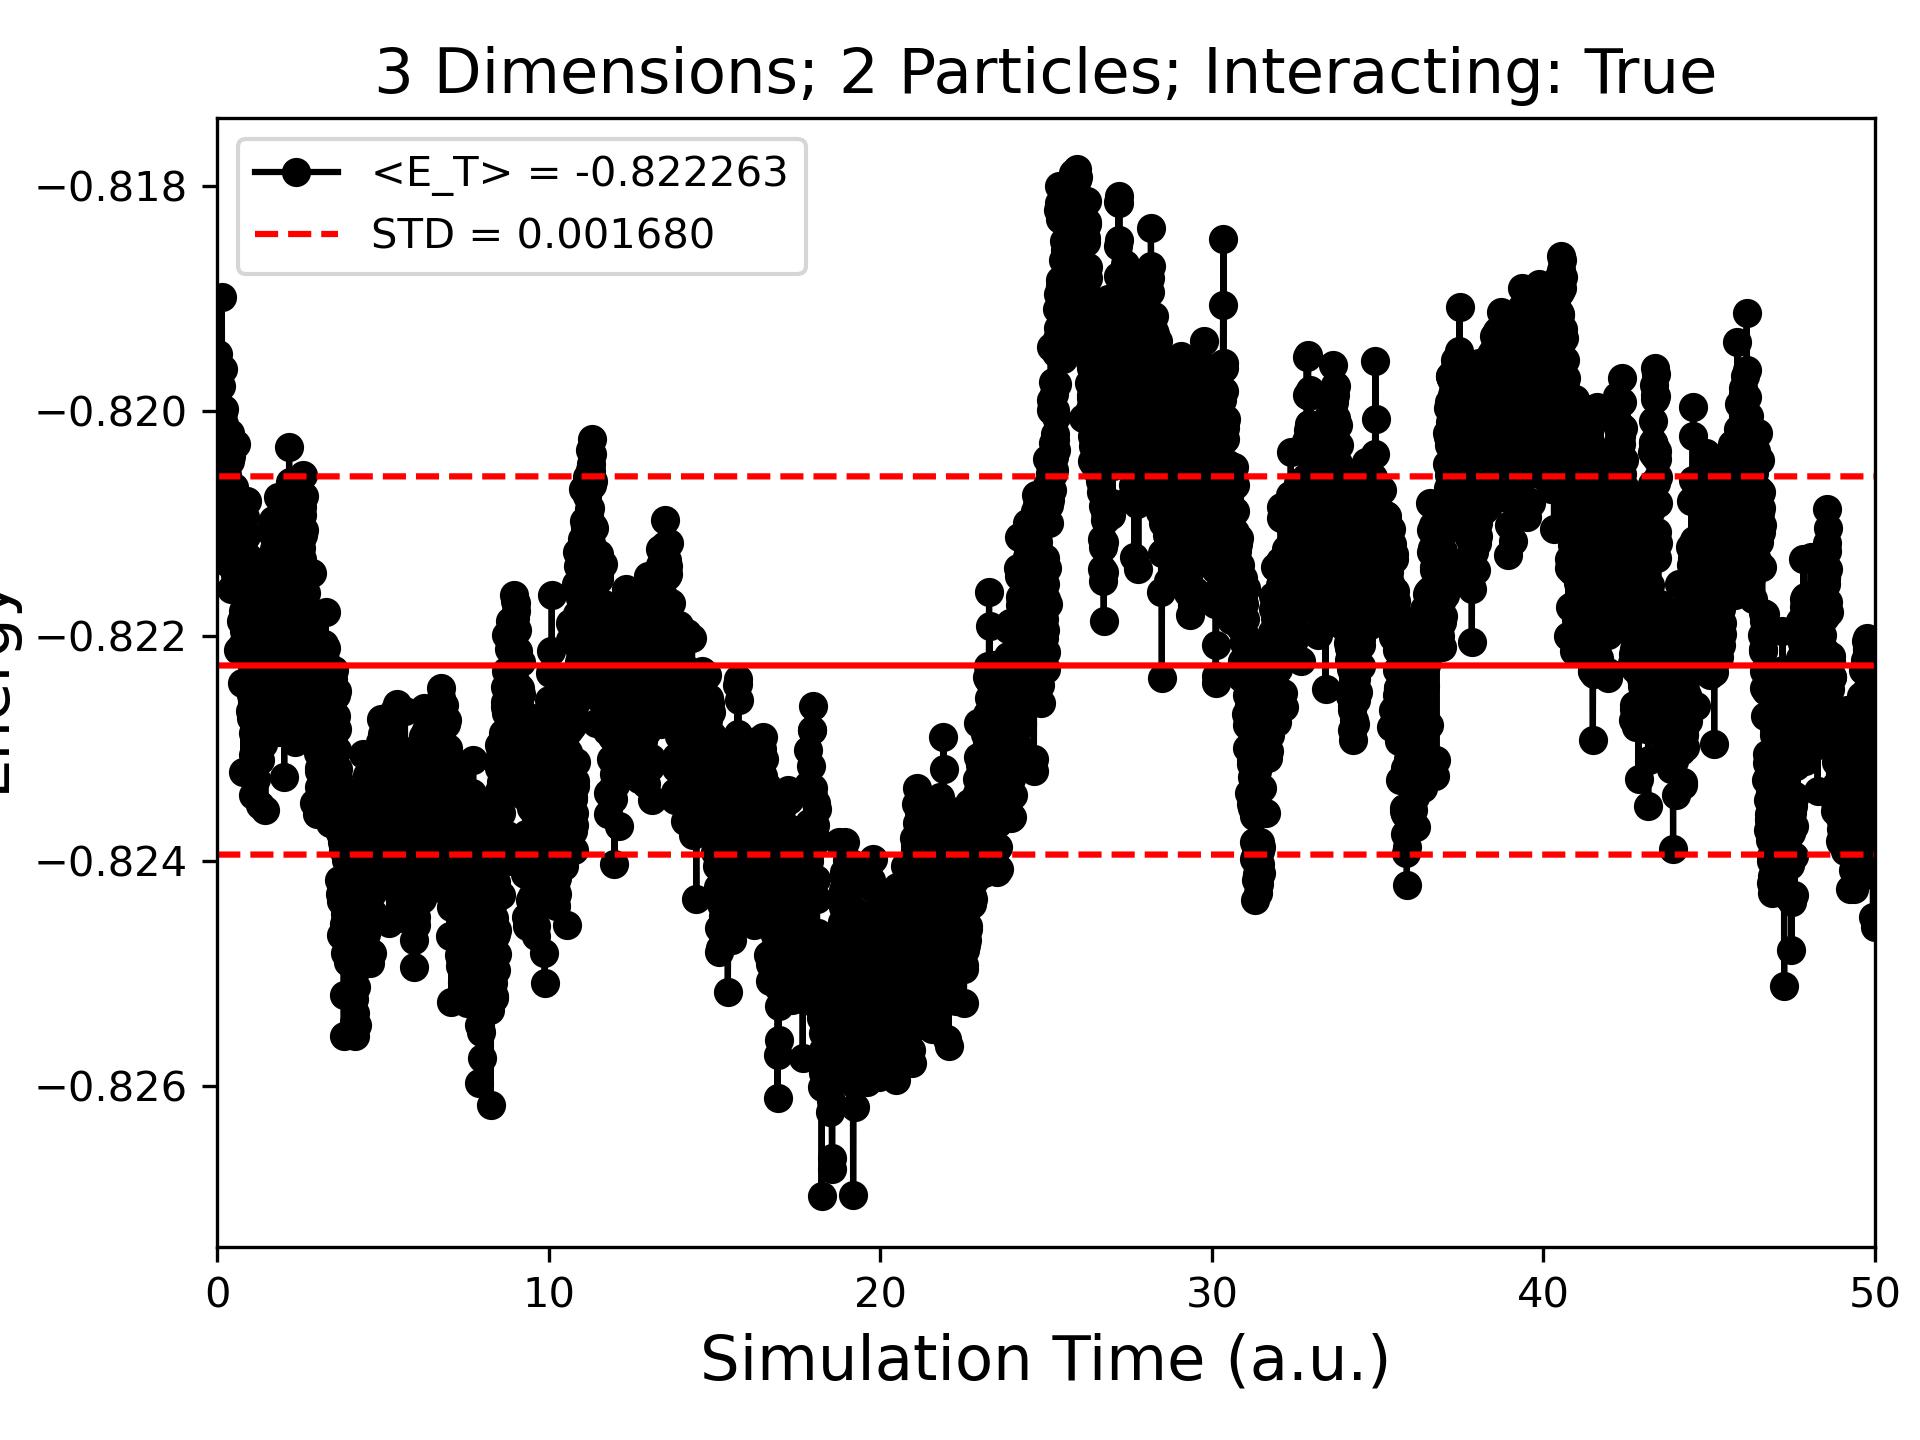 3 Dimensions; 2 Particles; Interacting: True
<E_T> = -0.822263
STD = 0.001680
−0.818
−0.820
−0.822
−0.824
−0.826
Energy
0 10 20 30 40 50
Simulation Time (a.u.)